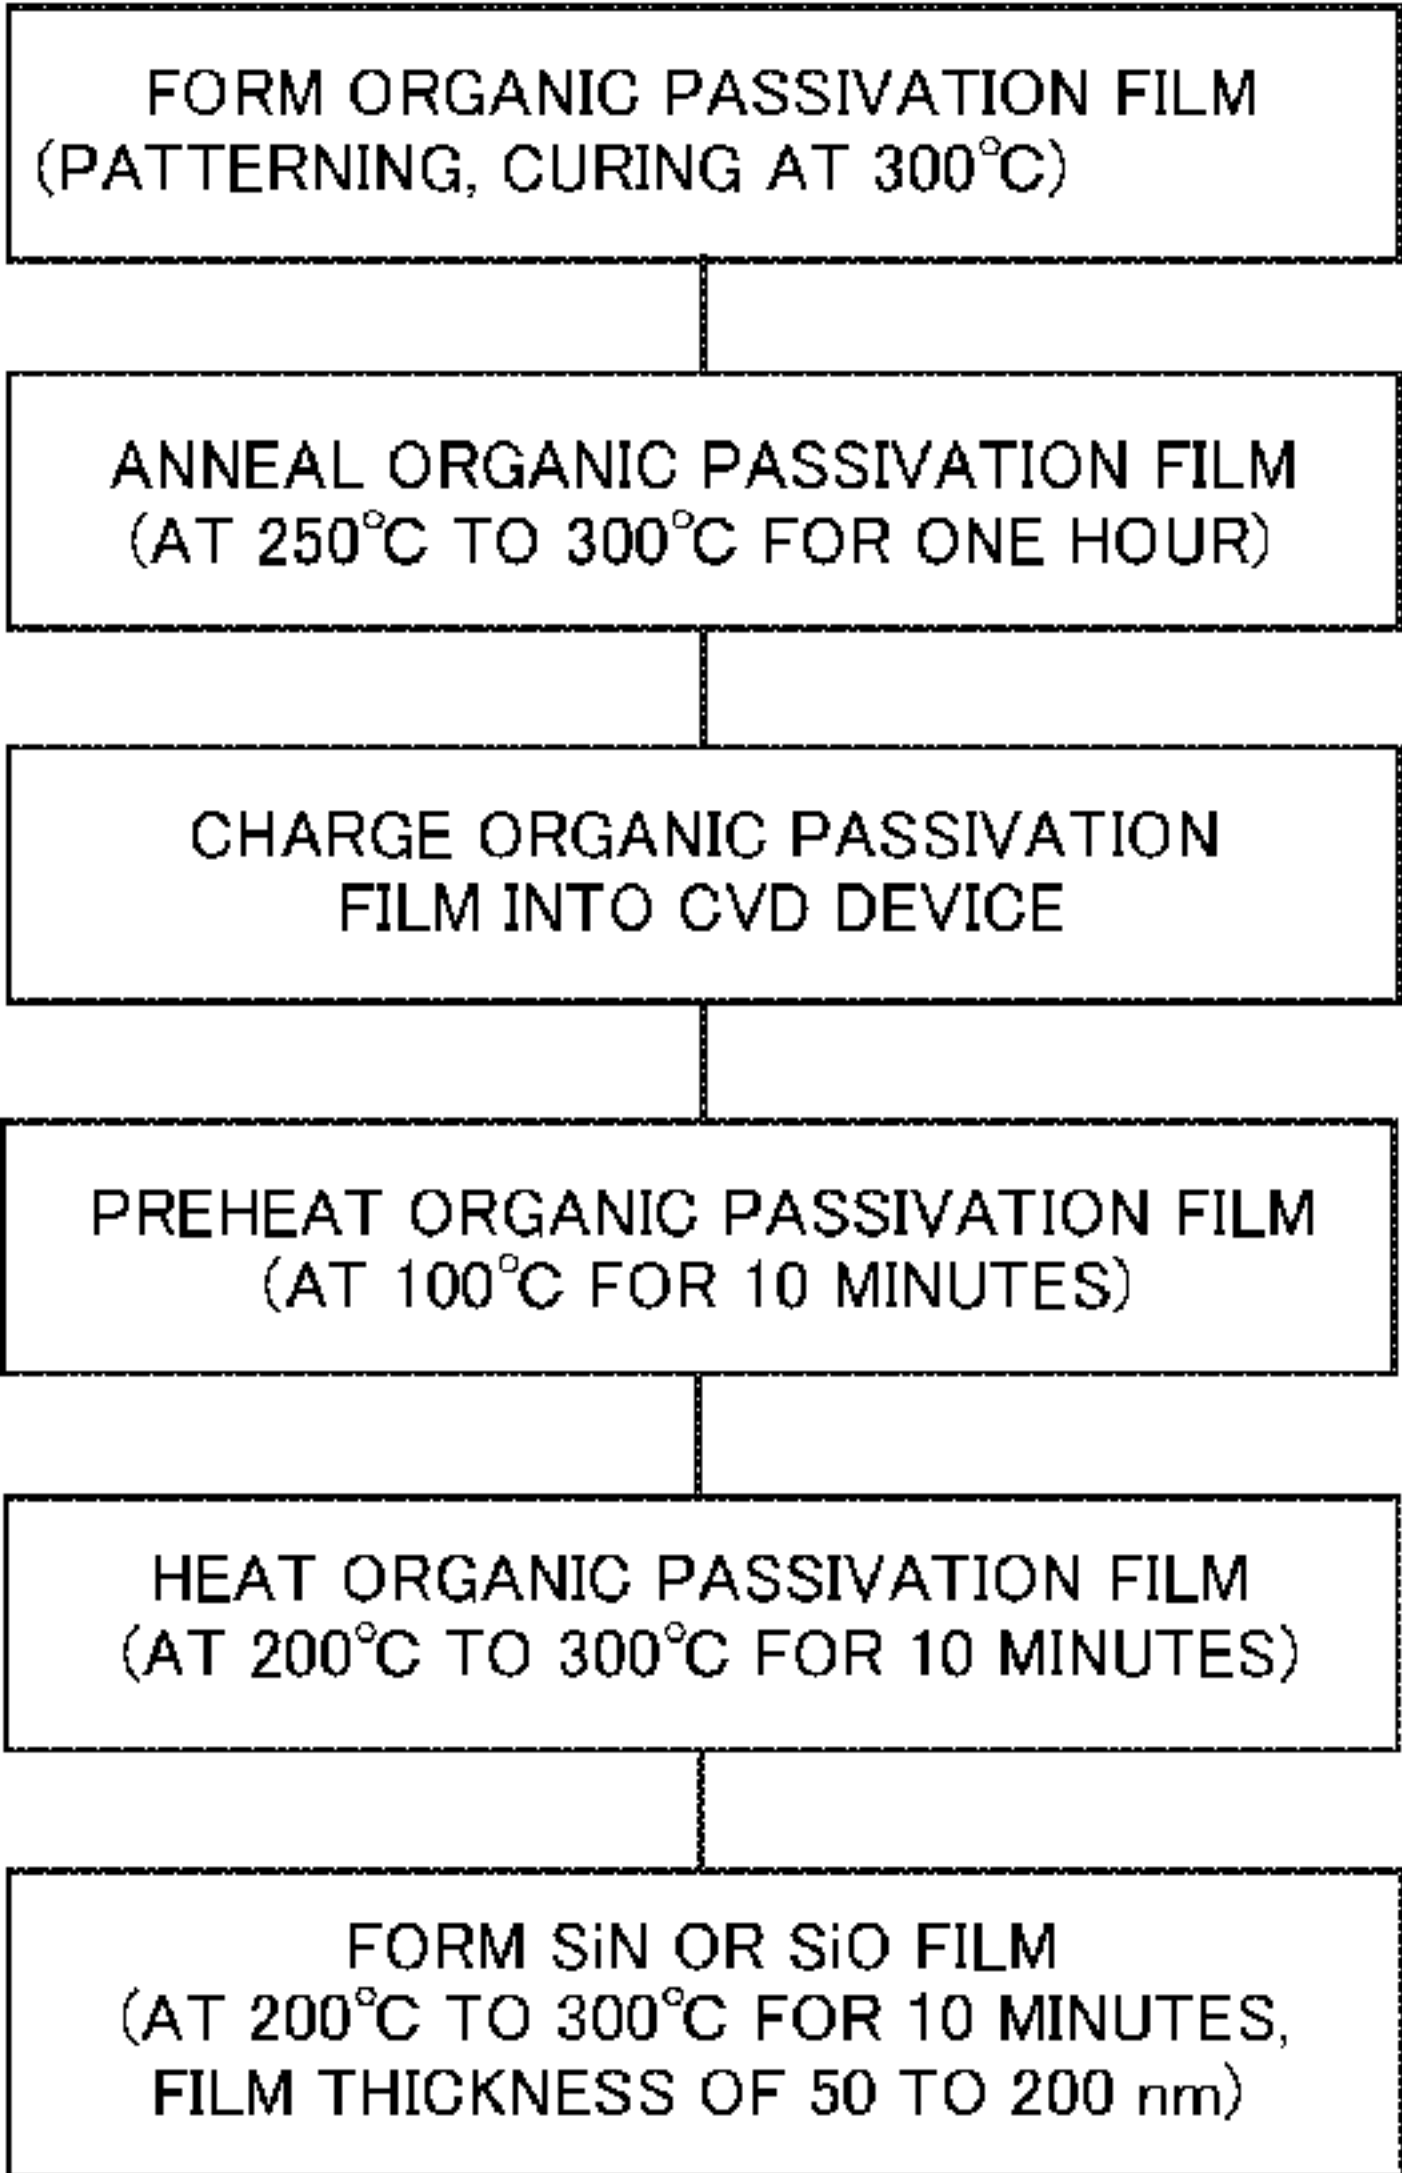 FORM ORGANIC PASSIVATION FILM
(PATTERNING, CURING AT 300℃)
ANNEAL ORGANIC PASSIVATION FILM
(AT 250℃ TO 300℃ FOR ONE HOUR)
CHARGE ORGANIC PASSIVATION
FILM INTO CVD DEVICE
PREHEAT ORGANIC PASSIVATION FILM
(AT 100℃ FOR 10 MINUTES)
HEAT ORGANIC PASSIVATION FILM
(AT 200℃ TO 300℃ FOR 10 MINUTES)
FORM SiN OR SiO FILM
(AT 200℃ TO 300℃ FOR 10 MINUTES,
FILM THICKNESS OF 50 TO 200 nm)